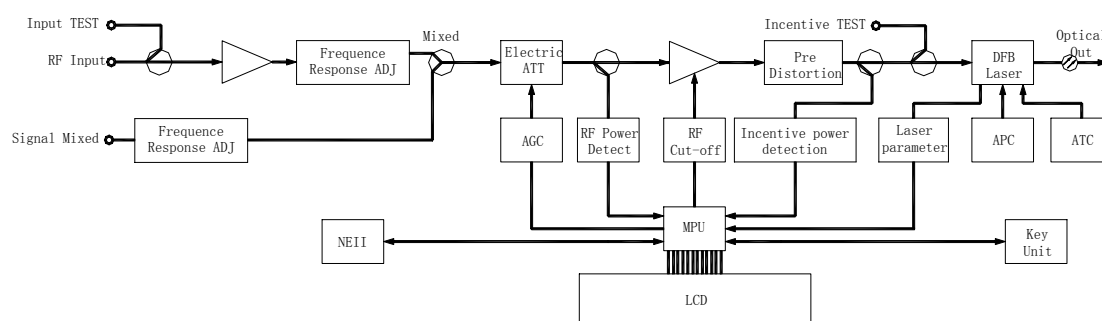 Input TEST
RF Input
Signal Mixed
Frequence
Response ADJ
Frequence
Response ADJ
Mixed
Electric
ATT
Incentive TEST
Pre
Distortion
DFB
Laser
Optical
Out
AGC
RF Power
Detect
RF
Cut-off
Incentive power
detection
Laser
parameter
APC
ATC
NEII
MPU
Key
Unit
LCD